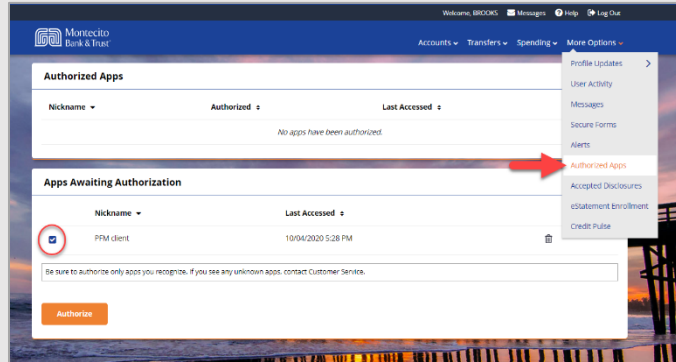 Welcome, BROOKS Messages Help Log Out
Montecito
Bank & Trust
Accounts Transfers Spending More Options
Profile Updates
User Activity
Messages
Secure Forms
Alerts
Authorized Apps
Accepted Disclosures
eStatement Enrollment
Credit Pulse
Authorized Apps
Nickname Authorized Last Accessed
No apps have been authorized.
Apps Awaiting Authorization
Nickname Last Accessed
PFM client 10/04/2020 5:28 PM
Be sure to authorize only apps you recognize. If you see any unknown apps, contact Customer Service.
Authorize